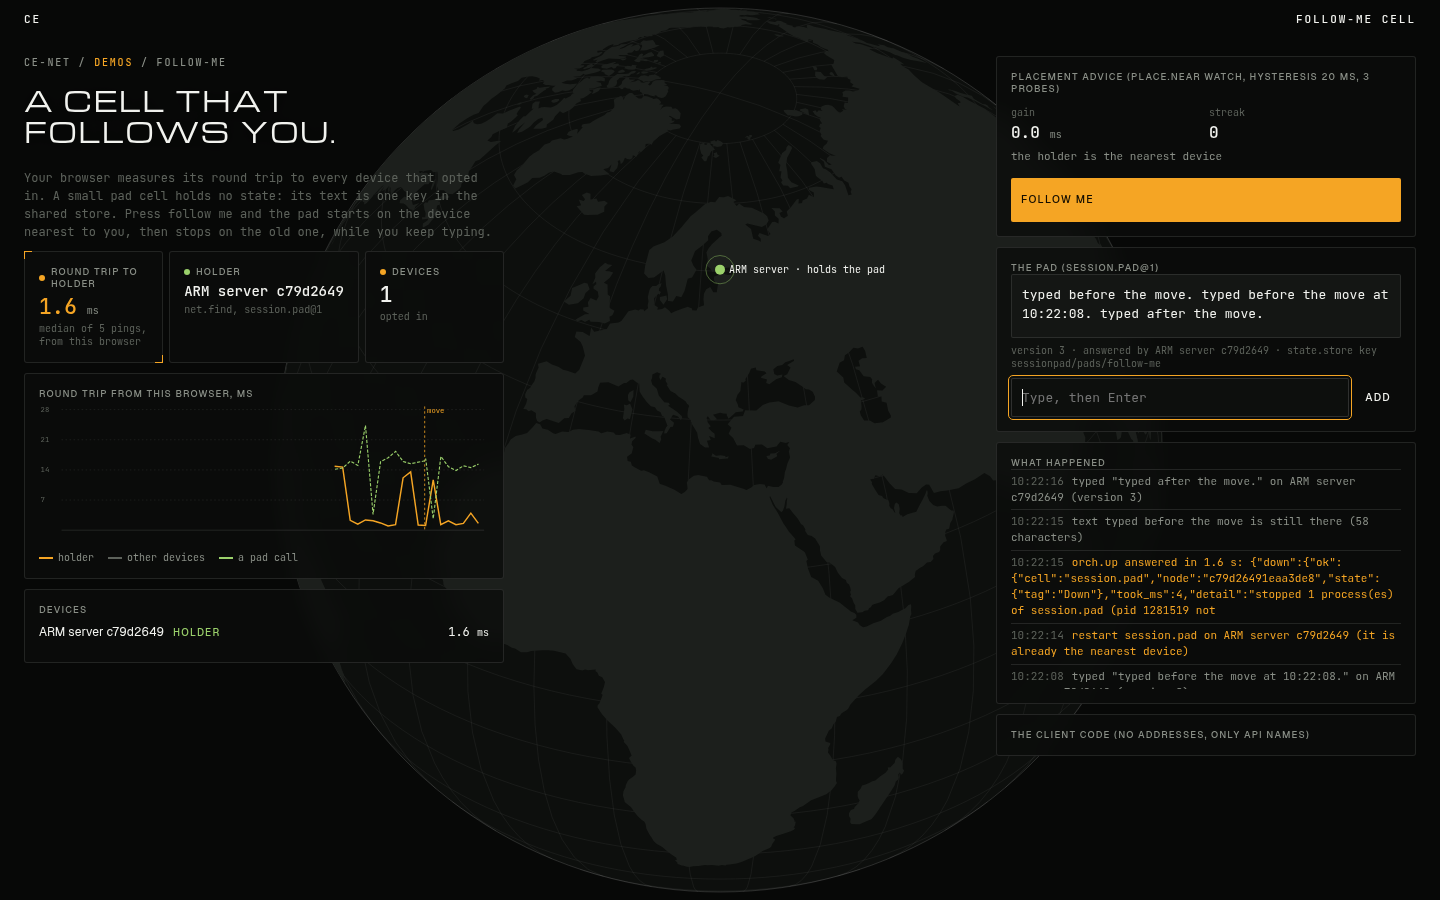 CE
FOLLOW-ME CELL
CE-NET / DEMOS / FOLLOW-ME
A CELL THAT
FOLLOWS YOU.
Your browser measures its round trip to every device that opted
in. A small pad cell holds no state: its text is one key in the
shared store. Press follow me and the pad starts on the device
nearest to you, then stops on the old one, while you keep typing.
ROUND TRIP TO
HOLDER
1.6 ms
median of 5 pings,
from this browser
HOLDER
ARM server c79d2649
net.find, session.pad@1
DEVICES
1
opted in
ROUND TRIP FROM THIS BROWSER, MS
28
21
14
7
move
holder
other devices
a pad call
DEVICES
ARM server c79d2649 HOLDER
1.6 ms
ARM server · holds the pad
PLACEMENT ADVICE (PLACE.NEAR WATCH, HYSTERESIS 20 MS, 3
PROBES)
gain
streak
0.0 ms
0
the holder is the nearest device
FOLLOW ME
THE PAD (SESSION.PAD@1)
typed before the move. typed before the move at
10:22:08. typed after the move.
version 3 · answered by ARM server c79d2649 · state.store key
sessionpad/pads/follow-me
Type, then Enter
ADD
WHAT HAPPENED
10:22:16 typed "typed after the move." on ARM server
c79d2649 (version 3)
10:22:15 text typed before the move is still there (58
characters)
10:22:15 orch.up answered in 1.6 s: {"down":{"ok":
{"cell":"session.pad","node":"c79d26491eaa3de8","state":
{"tag":"Down"},"took_ms":4,"detail":"stopped 1 process(es)
of session.pad (pid 1281519 not
10:22:14 restart session.pad on ARM server c79d2649 (it is
already the nearest device)
10:22:08 typed "typed before the move at 10:22:08." on ARM
THE CLIENT CODE (NO ADDRESSES, ONLY API NAMES)